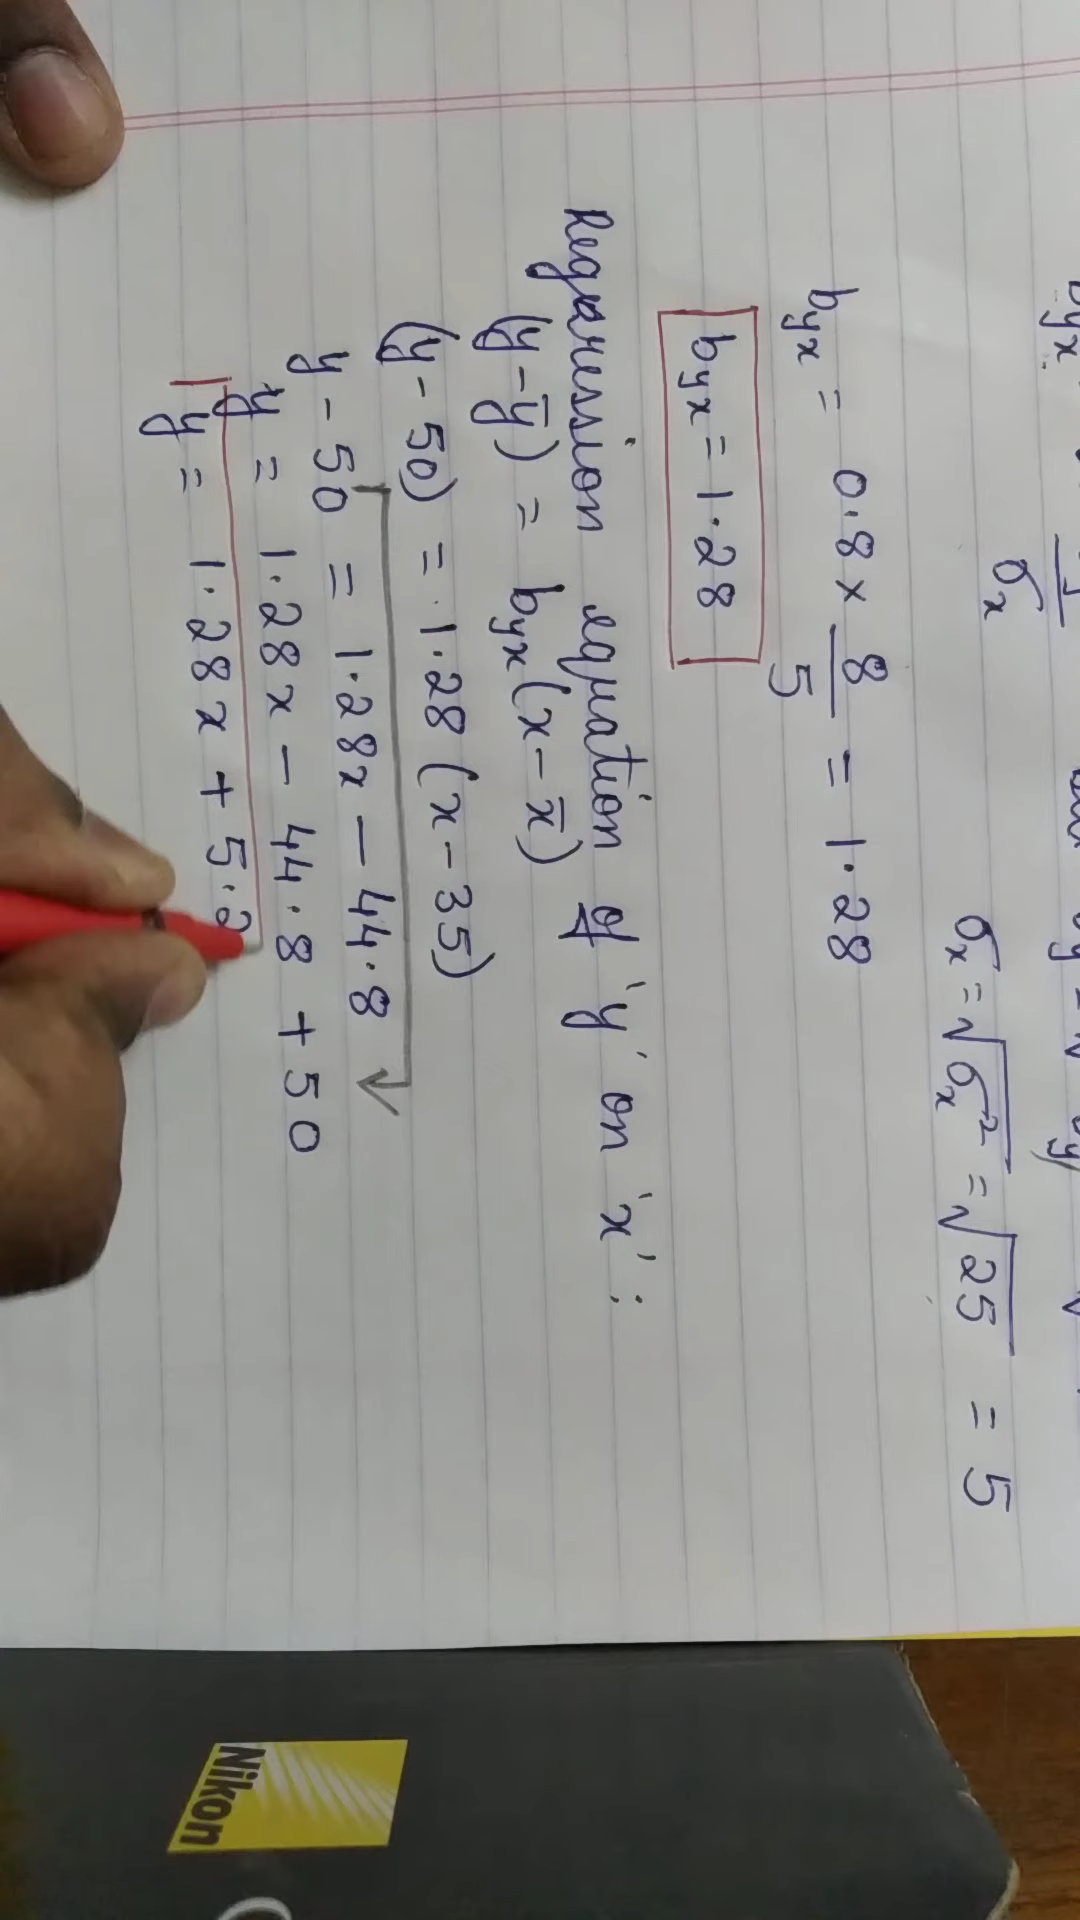 σx = √σx² = √25 = 5
σx
byx = 0.8 × 8/5 = 1.28
byx = 1.28
Regression equation of 'y' on 'x' :
(y - ȳ) = byx (x - x̄)
(y - 50) = 1.28 (x - 35)
y - 50 = 1.28x - 44.8
y = 1.28x - 44.8 + 50
y = 1.28x + 5.2
Nikon